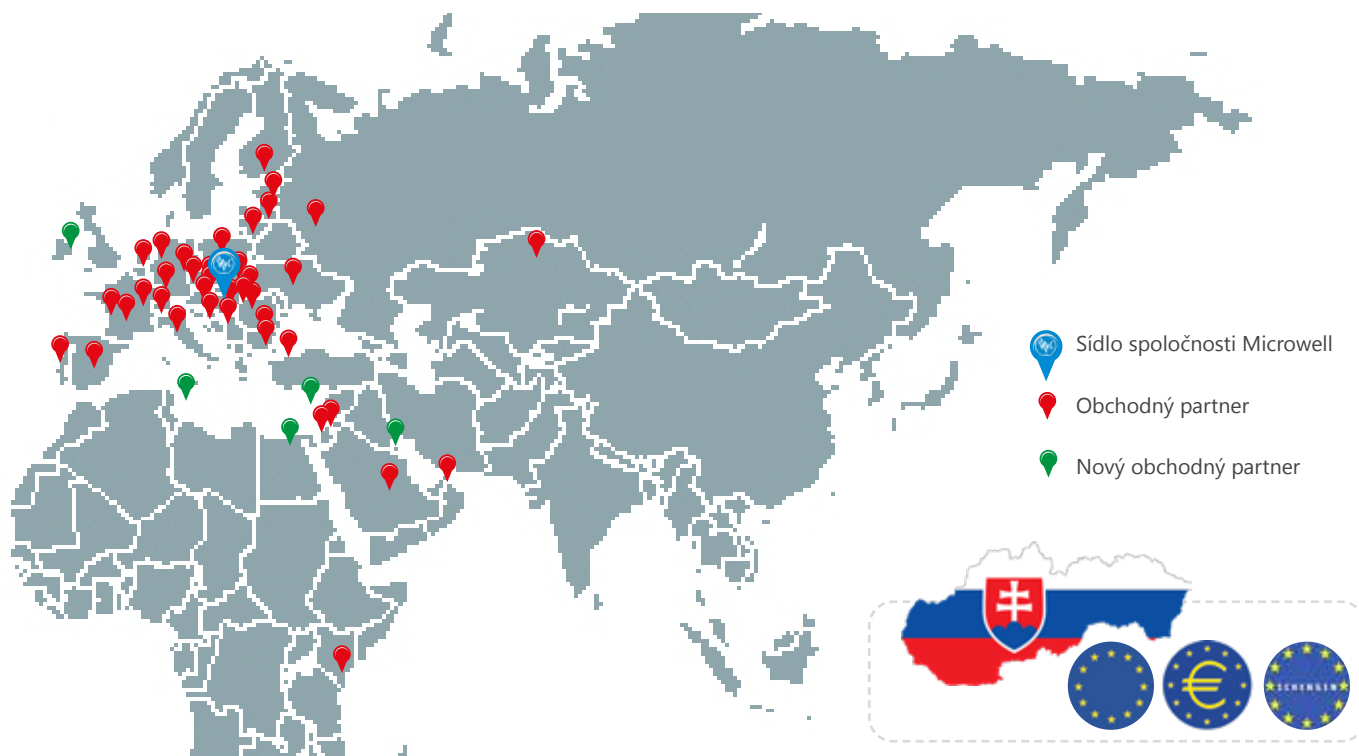 Sídlo spoločnosti Microwell
Obchodný partner
Nový obchodný partner
€
SCHENGEN